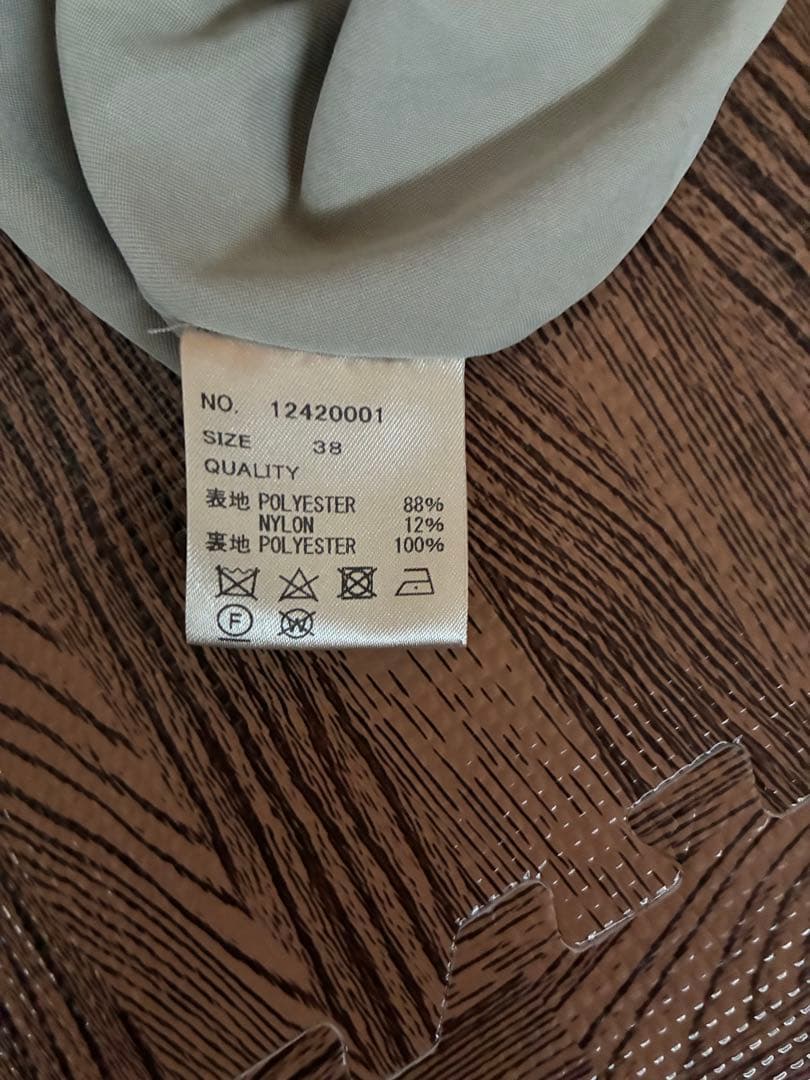 NO. 12420001
SIZE 38
QUALITY
表地 POLYESTER 88%
NYLON 12%
裏地 POLYESTER 100%
F W